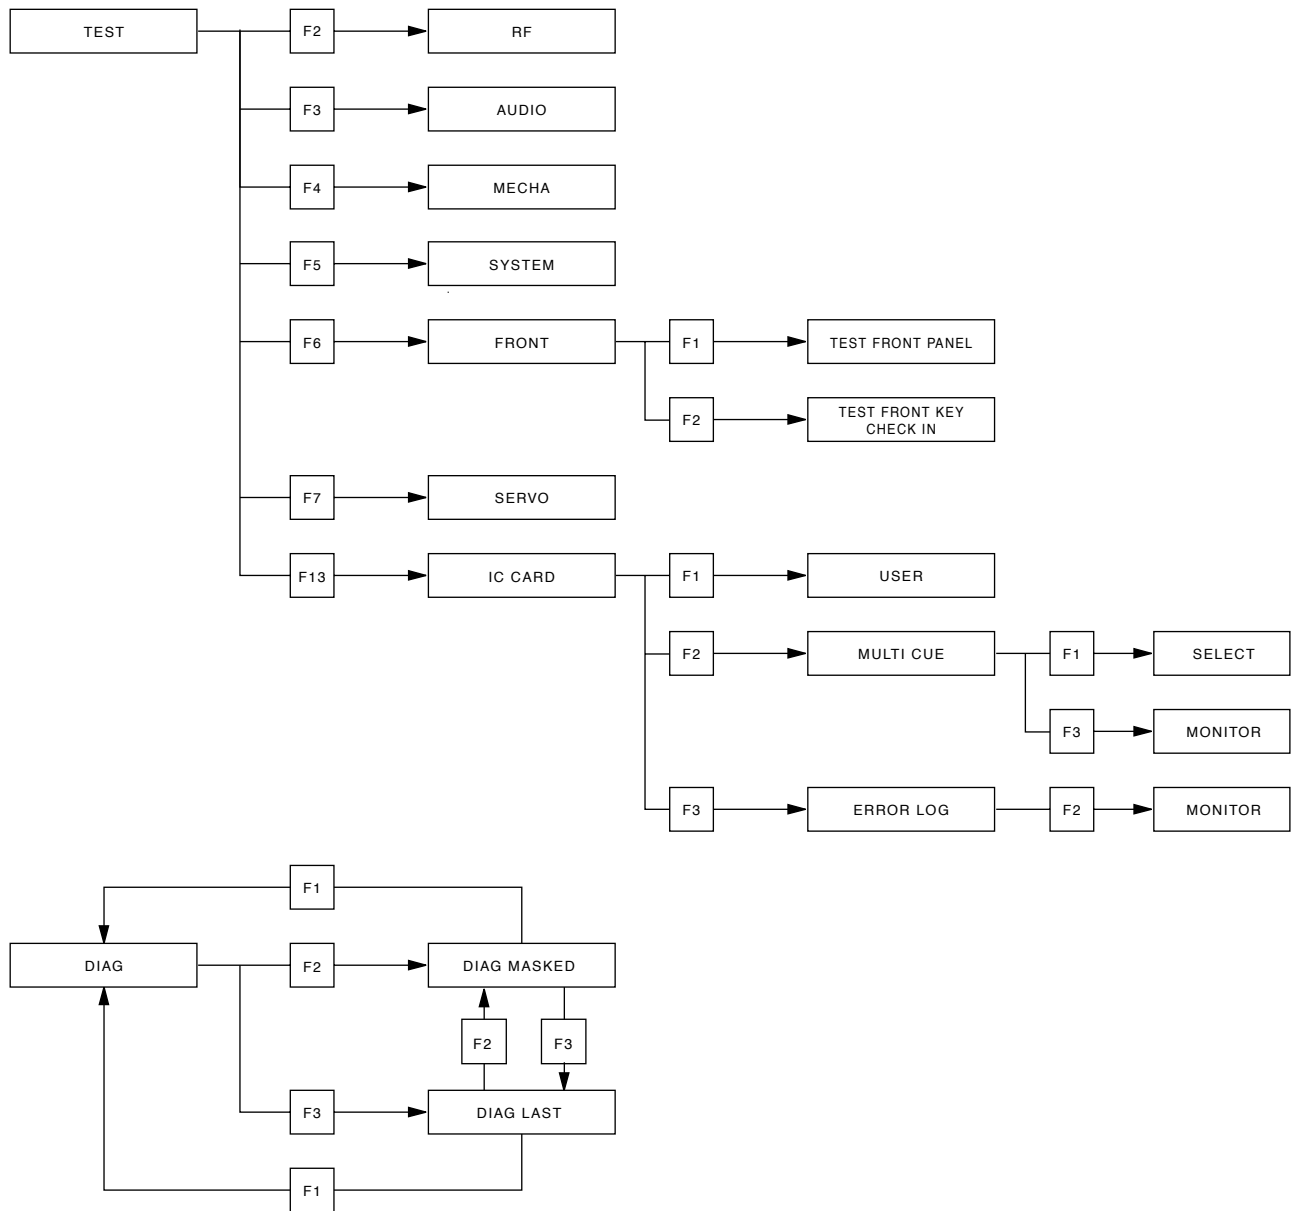 TEST
F2
RF
F3
AUDIO
F4
MECHA
F5
SYSTEM
F6
FRONT
F1
TEST FRONT PANEL
F2
TEST FRONT KEY
CHECK IN
F7
SERVO
F13
IC CARD
F1
USER
F2
MULTI CUE
F1
SELECT
F3
MONITOR
F3
ERROR LOG
F2
MONITOR
F1
DIAG
F2
DIAG MASKED
F2
F3
F3
DIAG LAST
F1